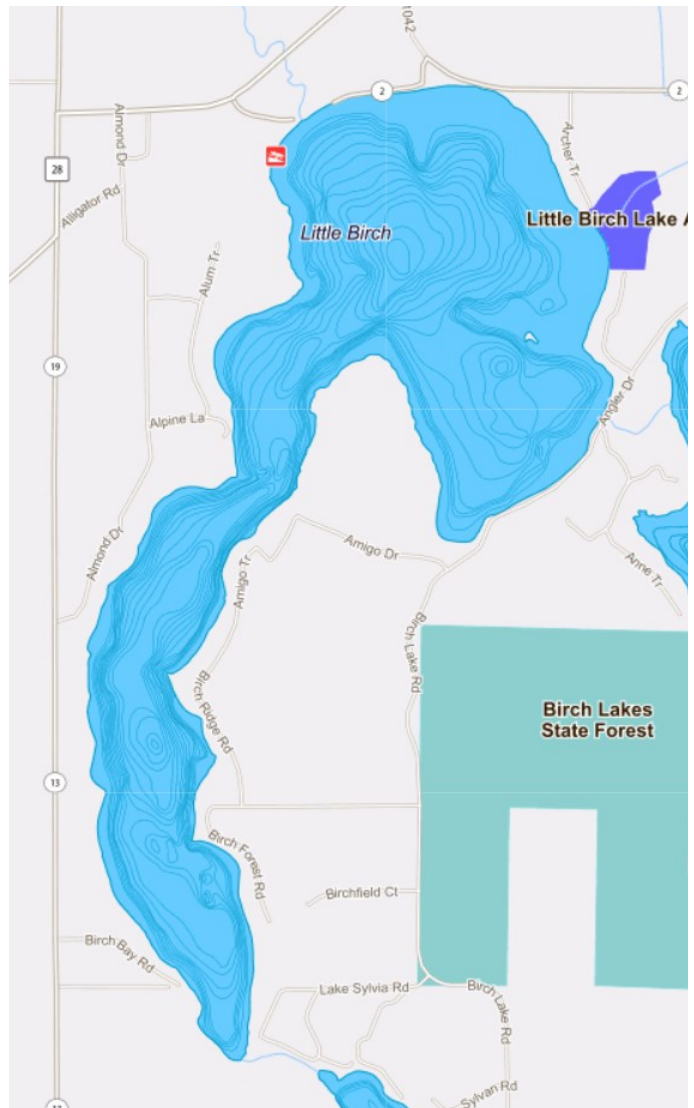 1042
2
2
Almond Dr
Archer Tr
28
Alligator Rd
Little Birch Lake A
Little Birch
Alum Tr
19
Angler Dr
Alpine La
Almond Dr
Amigo Dr
Amigo Tr
Anne Tr
Birch Lake Rd
Birch Ridge Rd
Birch Lakes
State Forest
13
Birch Forest Rd
Birchfield Ct
Birch Bay Rd
Lake Sylvia Rd
Birch Lake Rd
Sylvan Rd